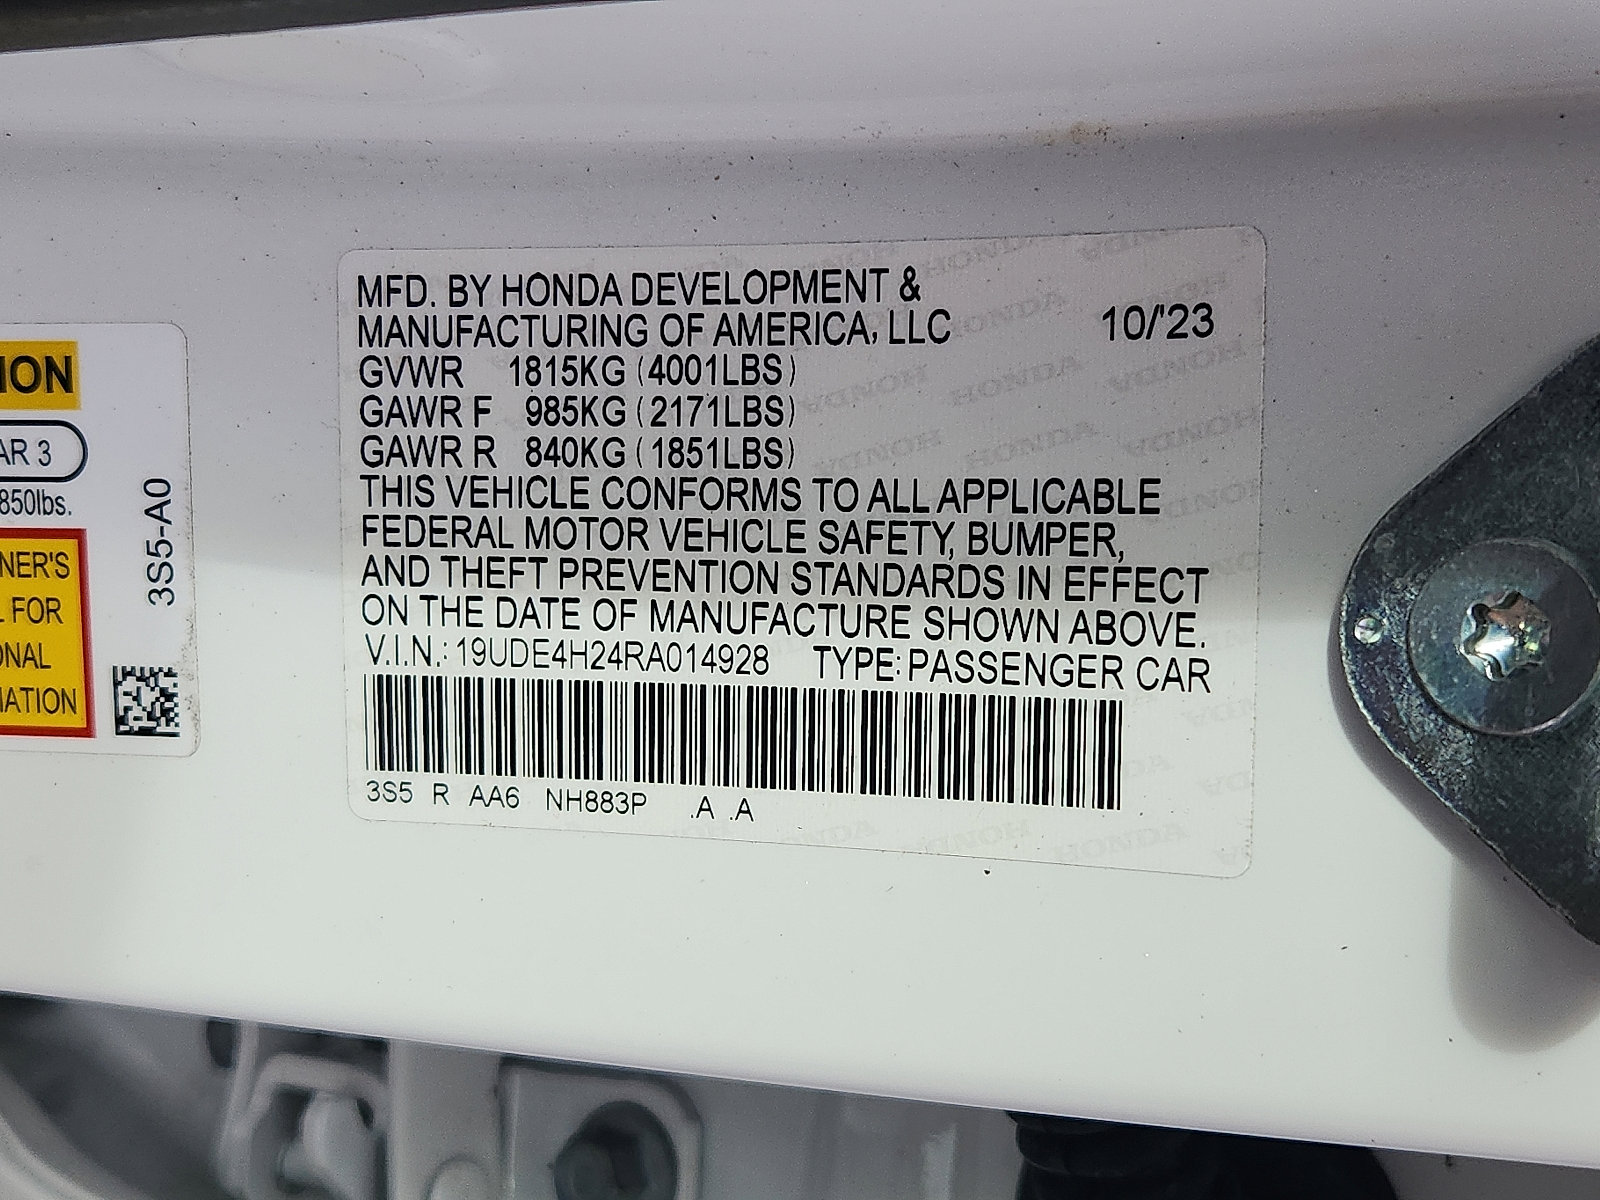 ION
AR 3
850lbs.
NER'S
L FOR
ONAL
MATION
3S5-A0
MFD. BY HONDA DEVELOPMENT &
MANUFACTURING OF AMERICA, LLC 10/'23
GVWR 1815KG (4001LBS)
GAWR F 985KG (2171LBS)
GAWR R 840KG (1851LBS)
THIS VEHICLE CONFORMS TO ALL APPLICABLE
FEDERAL MOTOR VEHICLE SAFETY, BUMPER,
AND THEFT PREVENTION STANDARDS IN EFFECT
ON THE DATE OF MANUFACTURE SHOWN ABOVE.
V.I.N.: 19UDE4H24RA014928 TYPE: PASSENGER CAR
3S5 R AA6 NH883P .A .A